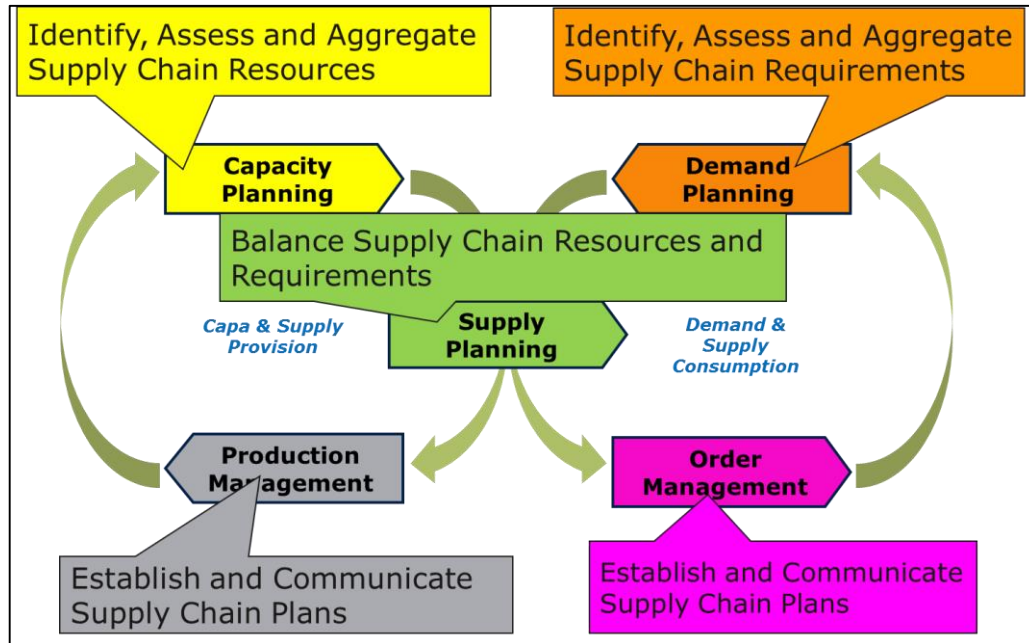 Identify, Assess and Aggregate
Supply Chain Resources
Identify, Assess and Aggregate
Supply Chain Requirements
Capacity
Planning
Demand
Planning
Balance Supply Chain Resources and
Requirements
Capa & Supply
Provision
Supply
Planning
Demand &
Supply
Consumption
Production
Management
Order
Management
Establish and Communicate
Supply Chain Plans
Establish and Communicate
Supply Chain Plans